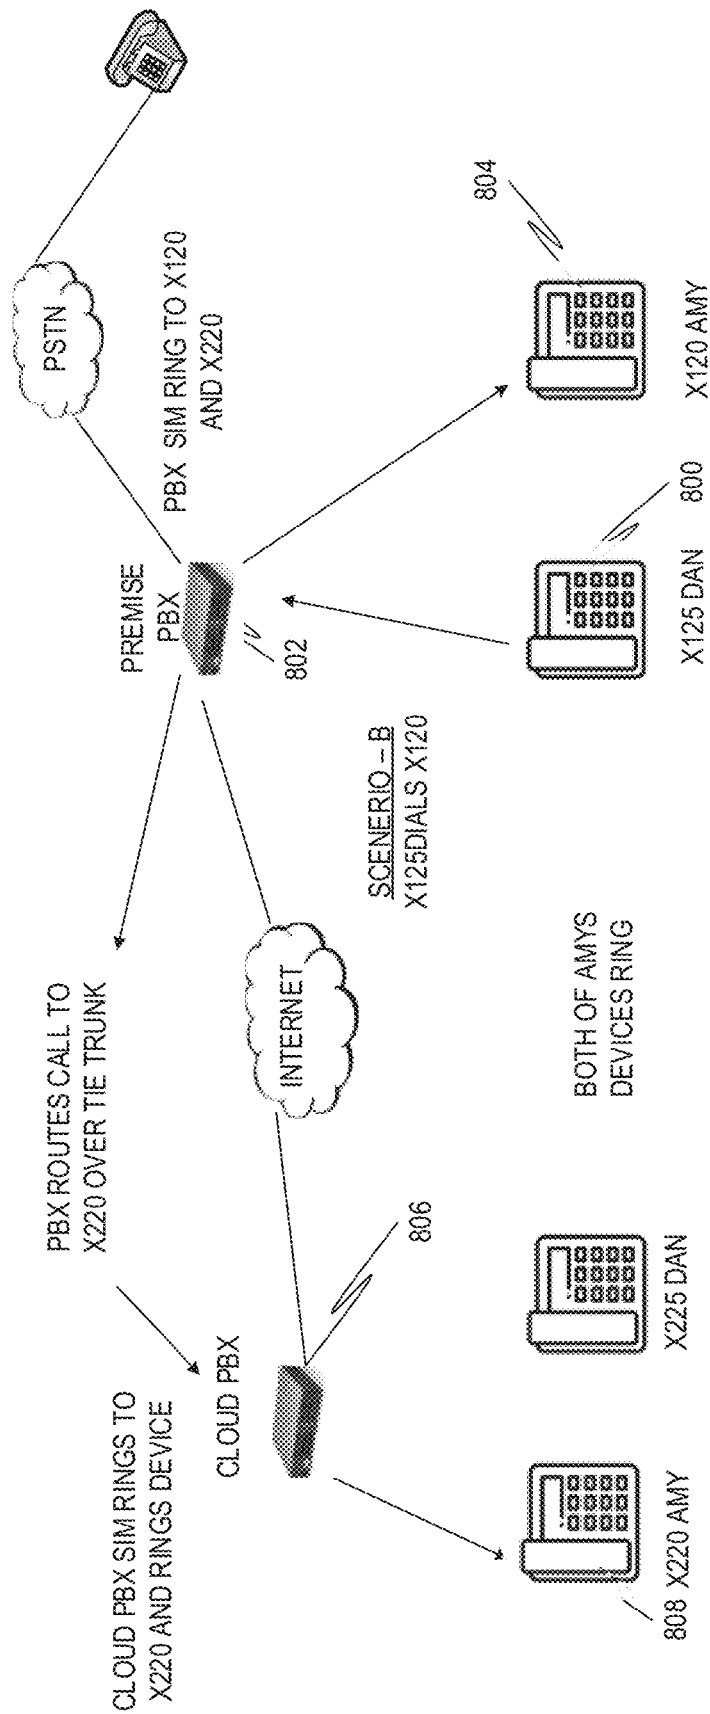 CLOUD PBX SIM RINGS TO
X220 AND RINGS DEVICE
PBX ROUTES CALL TO
X220 OVER TIE TRUNK
PSTN
PREMISE
PBX
PBX SIM RING TO X120
AND X220
CLOUD PBX
INTERNET
802
806
SCENERIO – B
X125DIALS X120
804
BOTH OF AMYS
DEVICES RING
808 X220 AMY
X225 DAN
X125 DAN
800
X120 AMY